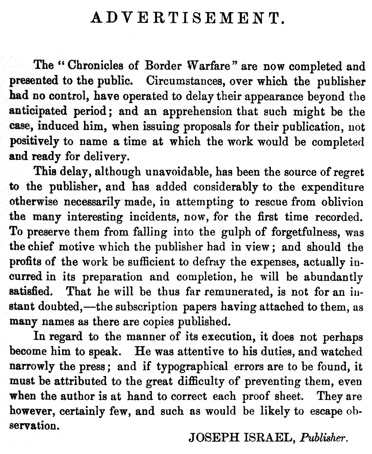 ADVERTISEMENT.
The "Chronicles of Border Warfare" are now completed and
presented to the public. Circumstances, over which the publisher
had no control, have operated to delay their appearance beyond the
anticipated period; and an apprehension that such might be the
case, induced him, when issuing proposals for their publication, not
positively to name a time at which the work would be completed
and ready for delivery.
This delay, although unavoidable, has been the source of regret
to the publisher, and has added considerably to the expenditure
otherwise necessarily made, in attempting to rescue from oblivion
the many interesting incidents, now, for the first time recorded.
To preserve them from falling into the gulph of forgetfulness, was
the chief motive which the publisher had in view; and should the
profits of the work be sufficient to defray the expenses, actually in-
curred in its preparation and completion, he will be abundantly
satisfied. That he will be thus far remunerated, is not for an in-
stant doubted,—the subscription papers having attached to them, as
many names as there are copies published.
In regard to the manner of its execution, it does not perhaps
become him to speak. He was attentive to his duties, and watched
narrowly the press; and if typographical errors are to be found, it
must be attributed to the great difficulty of preventing them, even
when the author is at hand to correct each proof sheet. They are
however, certainly few, and such as would be likely to escape ob-
servation.
JOSEPH ISRAEL, Publisher.